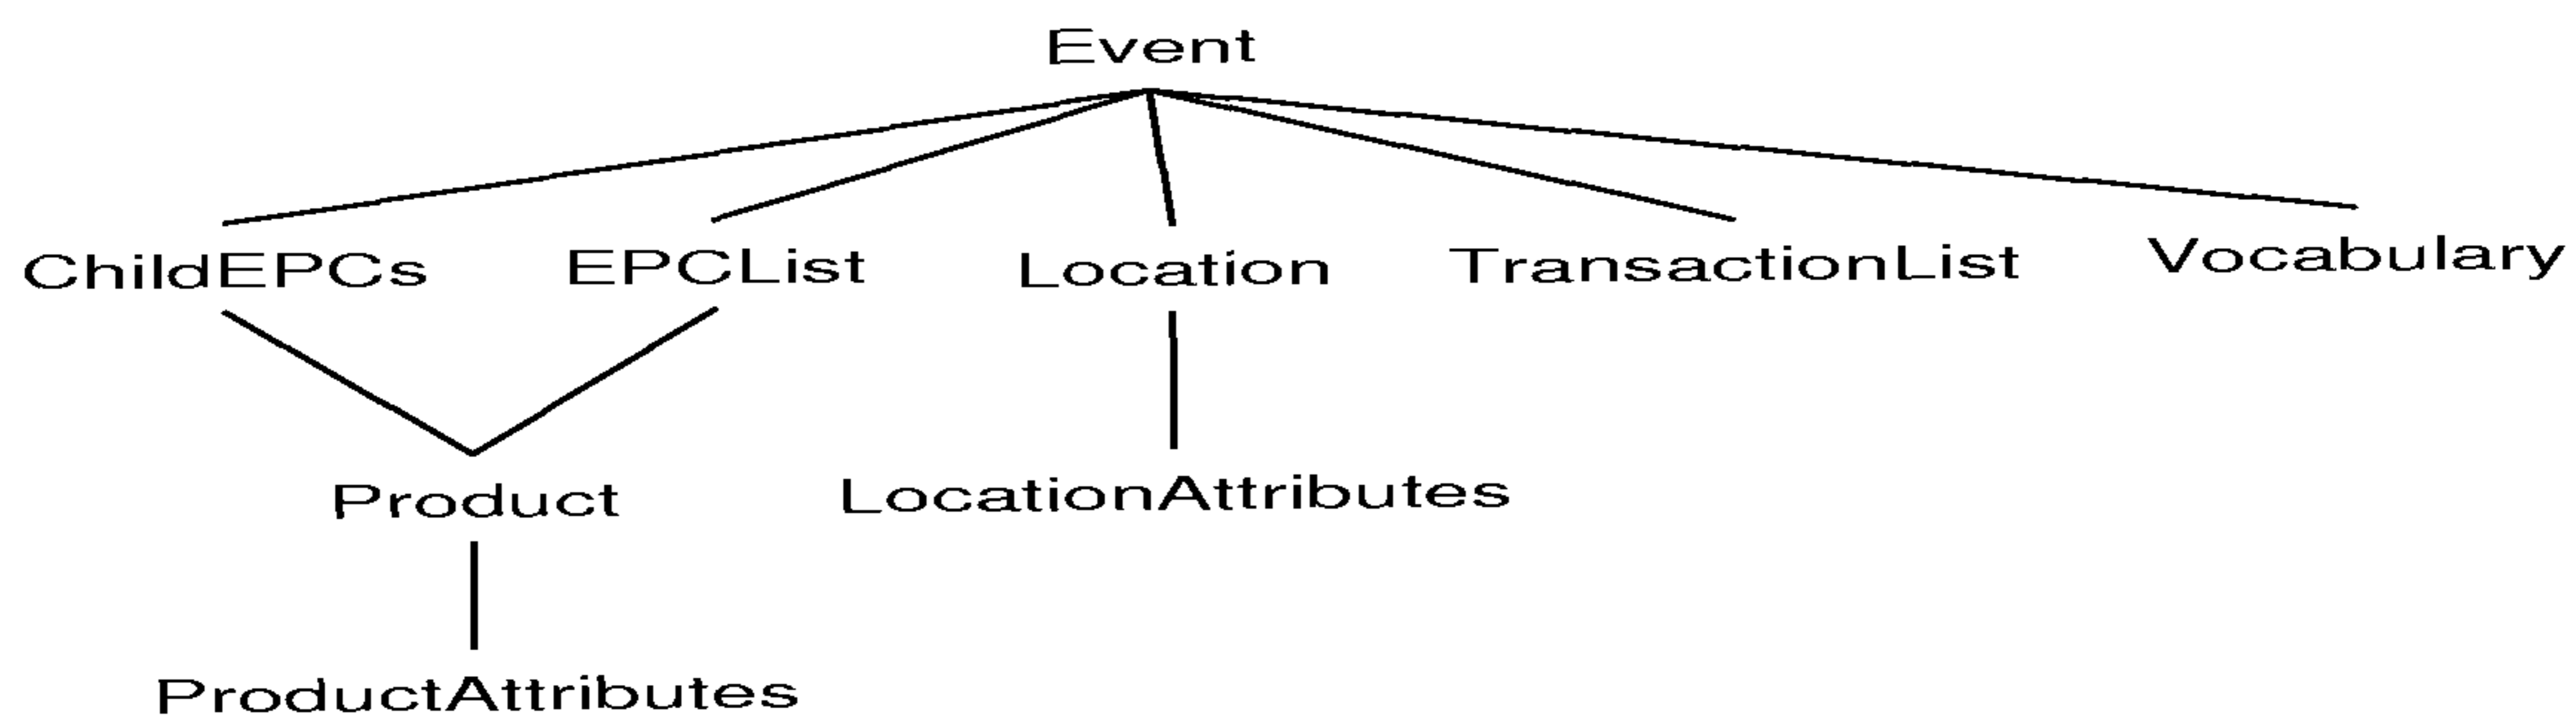 Event
ChildEPCs EPCList Location TransactionList Vocabulary
Product LocationAttributes
ProductAttributes